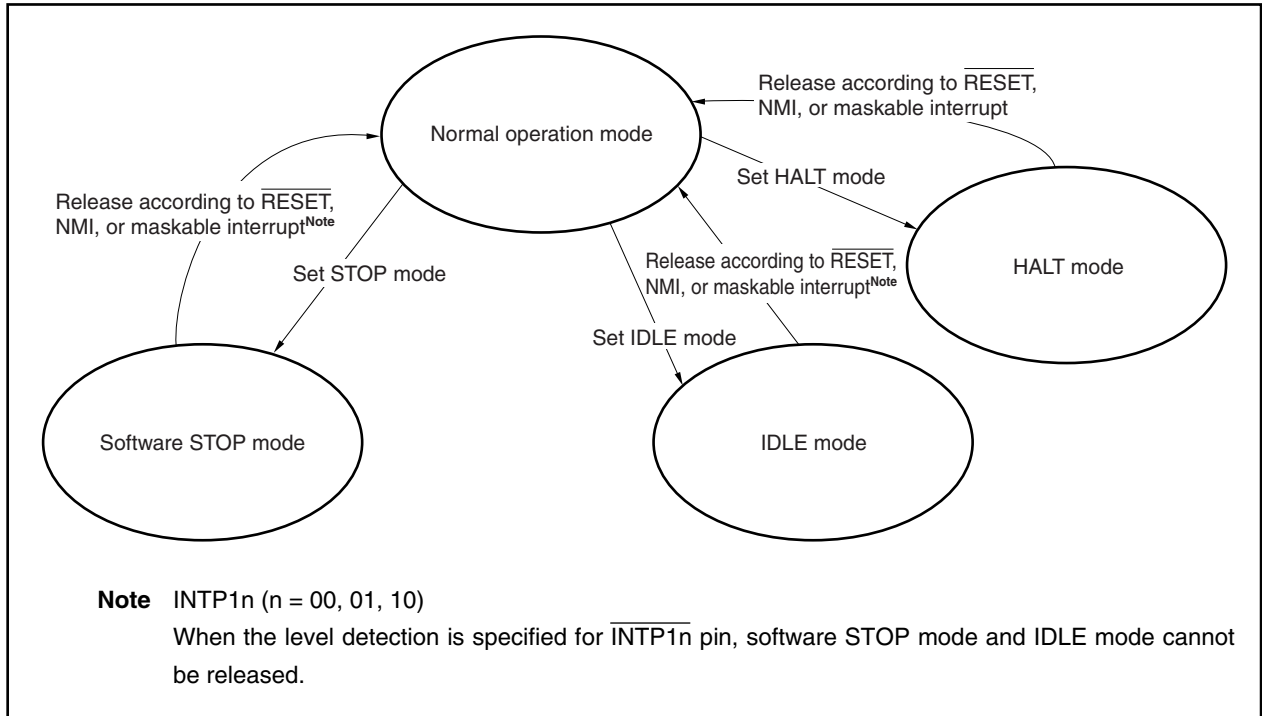 Normal operation mode
Release according to RESET,
NMI, or maskable interrupt
Set HALT mode
HALT mode
Release according to RESET,
NMI, or maskable interruptNote
Set STOP mode
Release according to RESET,
NMI, or maskable interruptNote
Set IDLE mode
Software STOP mode
IDLE mode
Note INTP1n (n = 00, 01, 10)
When the level detection is specified for INTP1n pin, software STOP mode and IDLE mode cannot
be released.